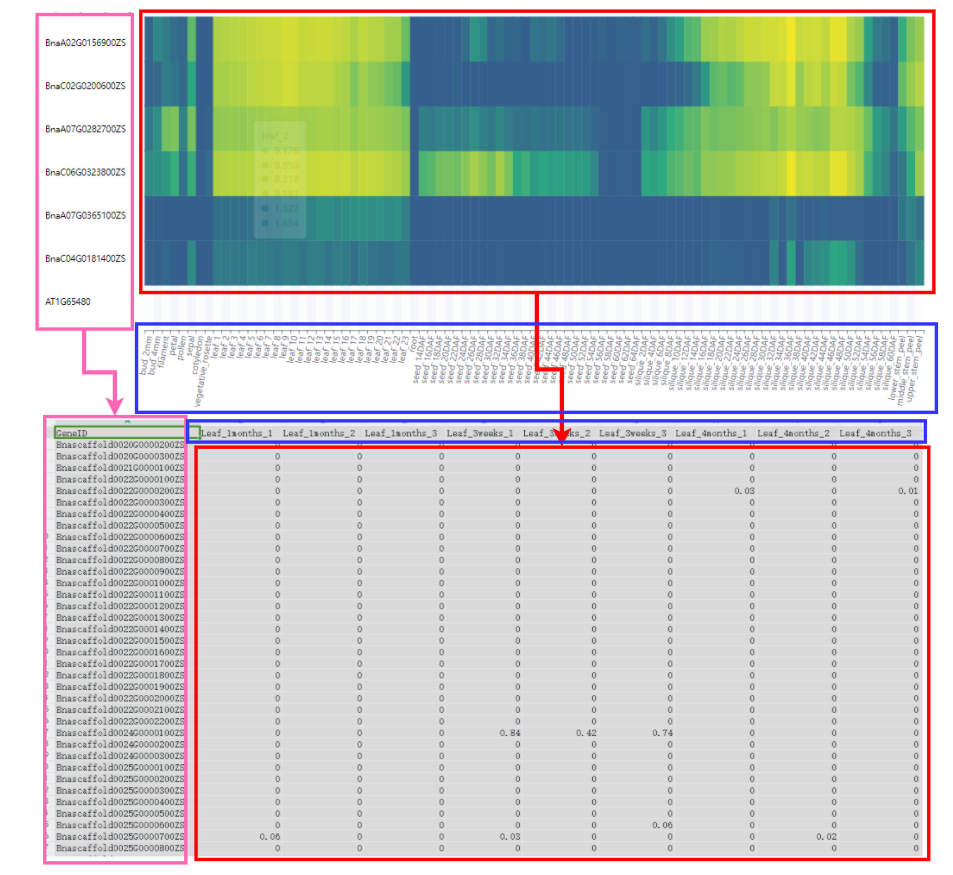 BnaA02G0156900ZS
BnaC02G0200600ZS
BnaA07G0282700ZS
BnaC06G0323800ZS
BnaA07G0365100ZS
BnaC04G0181400ZS
AT1G65480
leaf_2
bud_2mm
bud_4mm
filament
petal
pollen
sepal
cotyledon
vegetative_rosette
leaf_1
leaf_2
leaf_3
leaf_4
leaf_5
leaf_6
leaf_8
leaf_9
leaf_10
leaf_11
leaf_12
leaf_13
leaf_14
leaf_15
leaf_16
leaf_17
leaf_18
leaf_19
leaf_20
leaf_21
leaf_22
leaf_23
root
seed_14DAF
seed_16DAF
seed_18DAF
seed_20DAF
seed_22DAF
seed_24DAF
seed_26DAF
seed_28DAF
seed_30DAF
seed_32DAF
seed_34DAF
seed_36DAF
seed_38DAF
seed_40DAF
seed_42DAF
seed_44DAF
seed_46DAF
seed_48DAF
seed_50DAF
seed_52DAF
seed_54DAF
seed_56DAF
seed_58DAF
seed_60DAF
seed_62DAF
seed_64DAF
silique_2DAF
silique_4DAF
silique_6DAF
silique_8DAF
silique_12DAF
silique_14DAF
silique_16DAF
silique_18DAF
silique_20DAF
silique_22DAF
silique_24DAF
silique_26DAF
silique_28DAF
silique_30DAF
silique_32DAF
silique_34DAF
silique_36DAF
silique_38DAF
silique_40DAF
silique_42DAF
silique_44DAF
silique_46DAF
silique_48DAF
silique_50DAF
silique_52DAF
silique_54DAF
silique_56DAF
silique_58DAF
silique_60DAF
lower_stem_peel
middle_stem_peel
upper_stem_peel
GeneID Leaf_1months_1 Leaf_1months_2 Leaf_1months_3 Leaf_3weeks_1 Leaf_3weeks_2 Leaf_3weeks_3 Leaf_4months_1 Leaf_4months_2 Leaf_4months_3
Bnascaffold0020G0000200ZS 0 0 0 0 0 0 0 0 0
Bnascaffold0020G0000300ZS 0 0 0 0 0 0 0 0 0
Bnascaffold0021G0000100ZS 0 0 0 0 0 0 0 0 0
Bnascaffold0022G0000100ZS 0 0 0 0 0 0 0 0 0
Bnascaffold0022G0000200ZS 0 0 0 0 0 0 0.03 0 0.01
Bnascaffold0022G0000300ZS 0 0 0 0 0 0 0 0 0
Bnascaffold0022G0000400ZS 0 0 0 0 0 0 0 0 0
Bnascaffold0022G0000500ZS 0 0 0 0 0 0 0 0 0
Bnascaffold0022G0000600ZS 0 0 0 0 0 0 0 0 0
Bnascaffold0022G0000700ZS 0 0 0 0 0 0 0 0 0
Bnascaffold0022G0000800ZS 0 0 0 0 0 0 0 0 0
Bnascaffold0022G0000900ZS 0 0 0 0 0 0 0 0 0
Bnascaffold0022G0001000ZS 0 0 0 0 0 0 0 0 0
Bnascaffold0022G0001100ZS 0 0 0 0 0 0 0 0 0
Bnascaffold0022G0001200ZS 0 0 0 0 0 0 0 0 0
Bnascaffold0022G0001300ZS 0 0 0 0 0 0 0 0 0
Bnascaffold0022G0001400ZS 0 0 0 0 0 0 0 0 0
Bnascaffold0022G0001500ZS 0 0 0 0 0 0 0 0 0
Bnascaffold0022G0001600ZS 0 0 0 0 0 0 0 0 0
Bnascaffold0022G0001700ZS 0 0 0 0 0 0 0 0 0
Bnascaffold0022G0001800ZS 0 0 0 0 0 0 0 0 0
Bnascaffold0022G0001900ZS 0 0 0 0 0 0 0 0 0
Bnascaffold0022G0002000ZS 0 0 0 0 0 0 0 0 0
Bnascaffold0022G0002100ZS 0 0 0 0 0 0 0 0 0
Bnascaffold0022G0002200ZS 0 0 0 0 0 0 0 0 0
Bnascaffold0024G0000100ZS 0 0 0 0.84 0.42 0.74 0 0 0
Bnascaffold0024G0000200ZS 0 0 0 0 0 0 0 0 0
Bnascaffold0024G0000300ZS 0 0 0 0 0 0 0 0 0
Bnascaffold0025G0000100ZS 0 0 0 0 0 0 0 0 0
Bnascaffold0025G0000200ZS 0 0 0 0 0 0 0 0 0
Bnascaffold0025G0000300ZS 0 0 0 0 0 0 0 0 0
Bnascaffold0025G0000400ZS 0 0 0 0 0 0 0 0 0
Bnascaffold0025G0000500ZS 0 0 0 0 0 0 0 0 0
Bnascaffold0025G0000600ZS 0 0 0 0 0 0.06 0 0 0
Bnascaffold0025G0000700ZS 0.06 0 0 0.03 0 0 0 0.02 0
Bnascaffold0025G0000800ZS 0 0 0 0 0 0 0 0 0